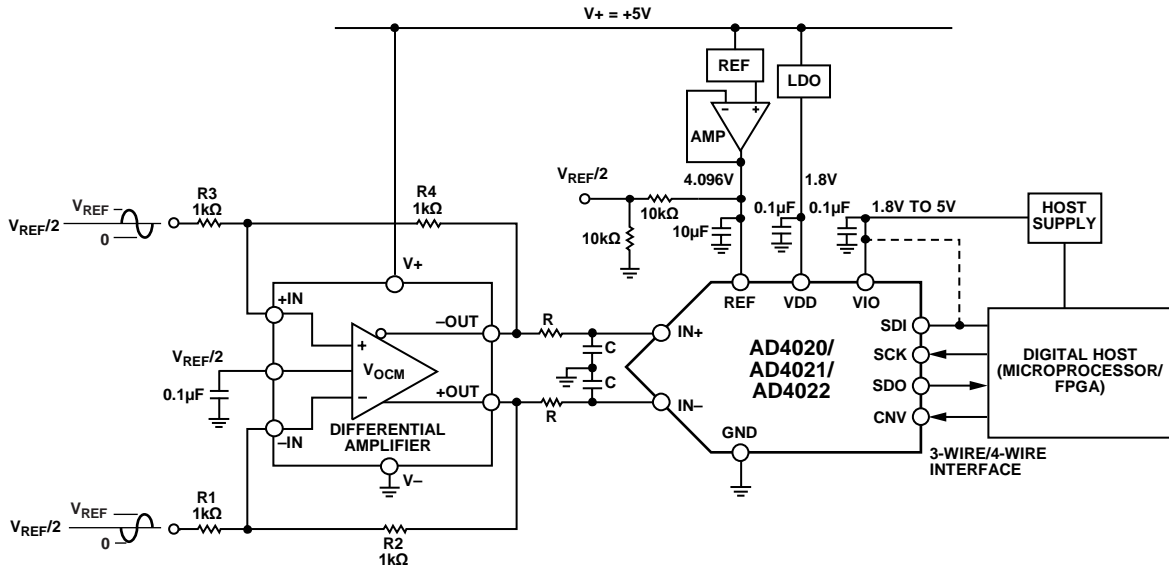 V+ = +5V
REF
LDO
AMP
− +
VREF/2
4.096V
1.8V
10kΩ
10kΩ
10µF
0.1µF
0.1µF
1.8V TO 5V
HOST
SUPPLY
R3
1kΩ
R4
1kΩ
VREF
VREF/2
0
V+
+IN
−OUT
VREF/2
+
VOCM
−
0.1µF
+OUT
−IN
DIFFERENTIAL
AMPLIFIER
V−
R
C
C
R
REF
VDD
VIO
IN+
IN−
AD4020/
AD4021/
AD4022
GND
SDI
SCK
SDO
CNV
DIGITAL HOST
(MICROPROCESSOR/
FPGA)
3-WIRE/4-WIRE
INTERFACE
VREF
VREF/2
0
R1
1kΩ
R2
1kΩ